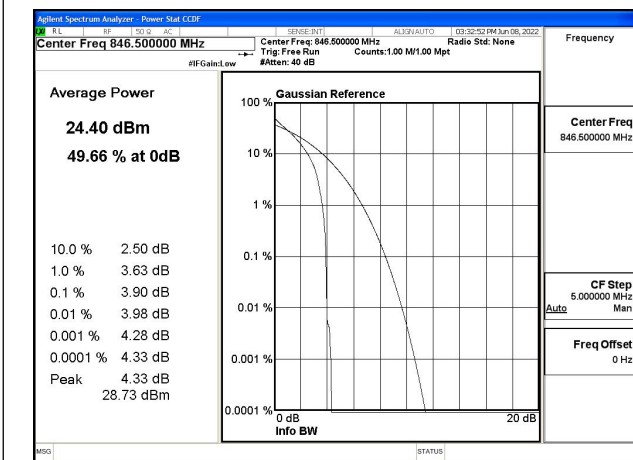 Agilent Spectrum Analyzer - Power Stat CCDF
RL RF 50 Ω AC SENSE:INT ALIGN AUTO 03:32:52 PM Jun 08, 2022
Center Freq 846.500000 MHz
Center Freq: 846.500000 MHz Radio Std: None
Trig: Free Run Counts:1.00 M/1.00 Mpt
#IFGain:Low #Atten: 40 dB
Frequency
Average Power
24.40 dBm
49.66 % at 0dB
10.0 % 2.50 dB
1.0 % 3.63 dB
0.1 % 3.90 dB
0.01 % 3.98 dB
0.001 % 4.28 dB
0.0001 % 4.33 dB
Peak 4.33 dB
28.73 dBm
Gaussian Reference
100 %
10 %
1 %
0.1 %
0.01 %
0.001 %
0.0001 %
0 dB 20 dB
Info BW
Center Freq
846.500000 MHz
CF Step
5.000000 MHz
Auto Man
Freq Offset
0 Hz
MSG STATUS